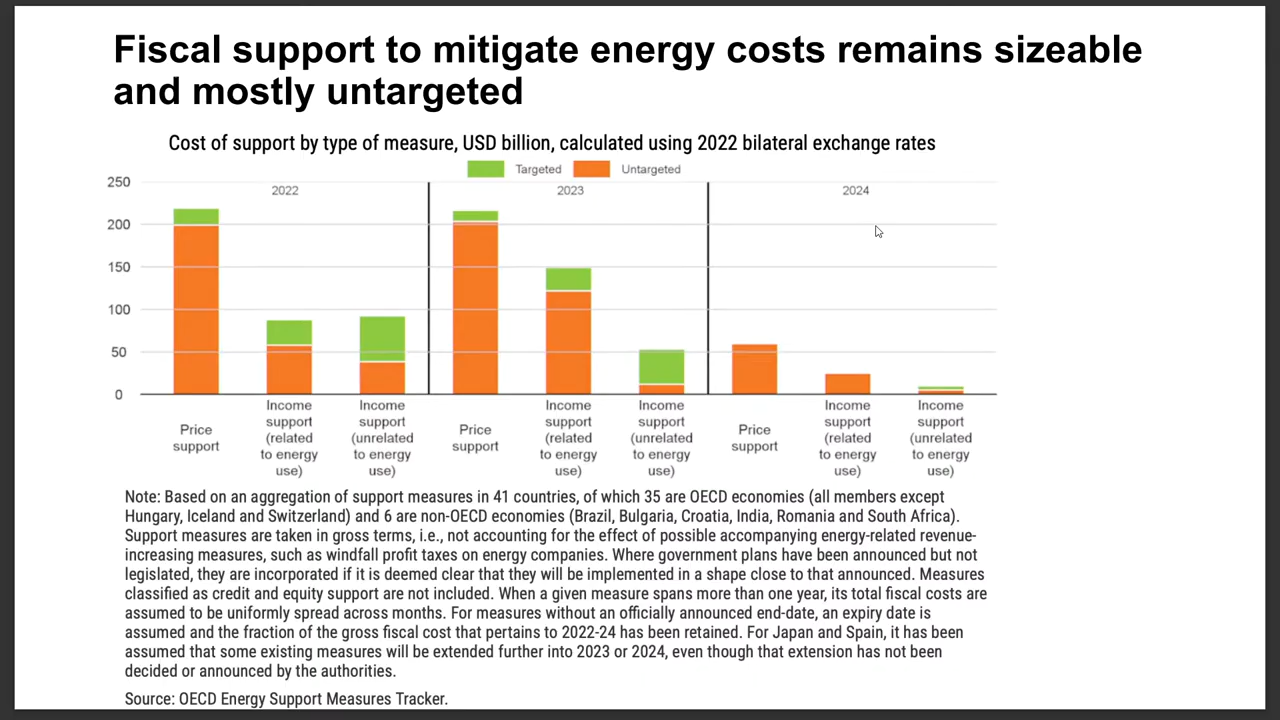 Fiscal support to mitigate energy costs remains sizeable
and mostly untargeted
Cost of support by type of measure, USD billion, calculated using 2022 bilateral exchange rates
Targeted Untargeted
250
2022 2023 2024
200
150
100
50
0
Price
support
Income
support
(related
to energy
use)
Income
support
(unrelated
to energy
use)
Price
support
Income
support
(related
to energy
use)
Income
support
(unrelated
to energy
use)
Price
support
Income
support
(related
to energy
use)
Income
support
(unrelated
to energy
use)
Note: Based on an aggregation of support measures in 41 countries, of which 35 are OECD economies (all members except
Hungary, Iceland and Switzerland) and 6 are non-OECD economies (Brazil, Bulgaria, Croatia, India, Romania and South Africa).
Support measures are taken in gross terms, i.e., not accounting for the effect of possible accompanying energy-related revenue-
increasing measures, such as windfall profit taxes on energy companies. Where government plans have been announced but not
legislated, they are incorporated if it is deemed clear that they will be implemented in a shape close to that announced. Measures
classified as credit and equity support are not included. When a given measure spans more than one year, its total fiscal costs are
assumed to be uniformly spread across months. For measures without an officially announced end-date, an expiry date is
assumed and the fraction of the gross fiscal cost that pertains to 2022-24 has been retained. For Japan and Spain, it has been
assumed that some existing measures will be extended further into 2023 or 2024, even though that extension has not been
decided or announced by the authorities.
Source: OECD Energy Support Measures Tracker.